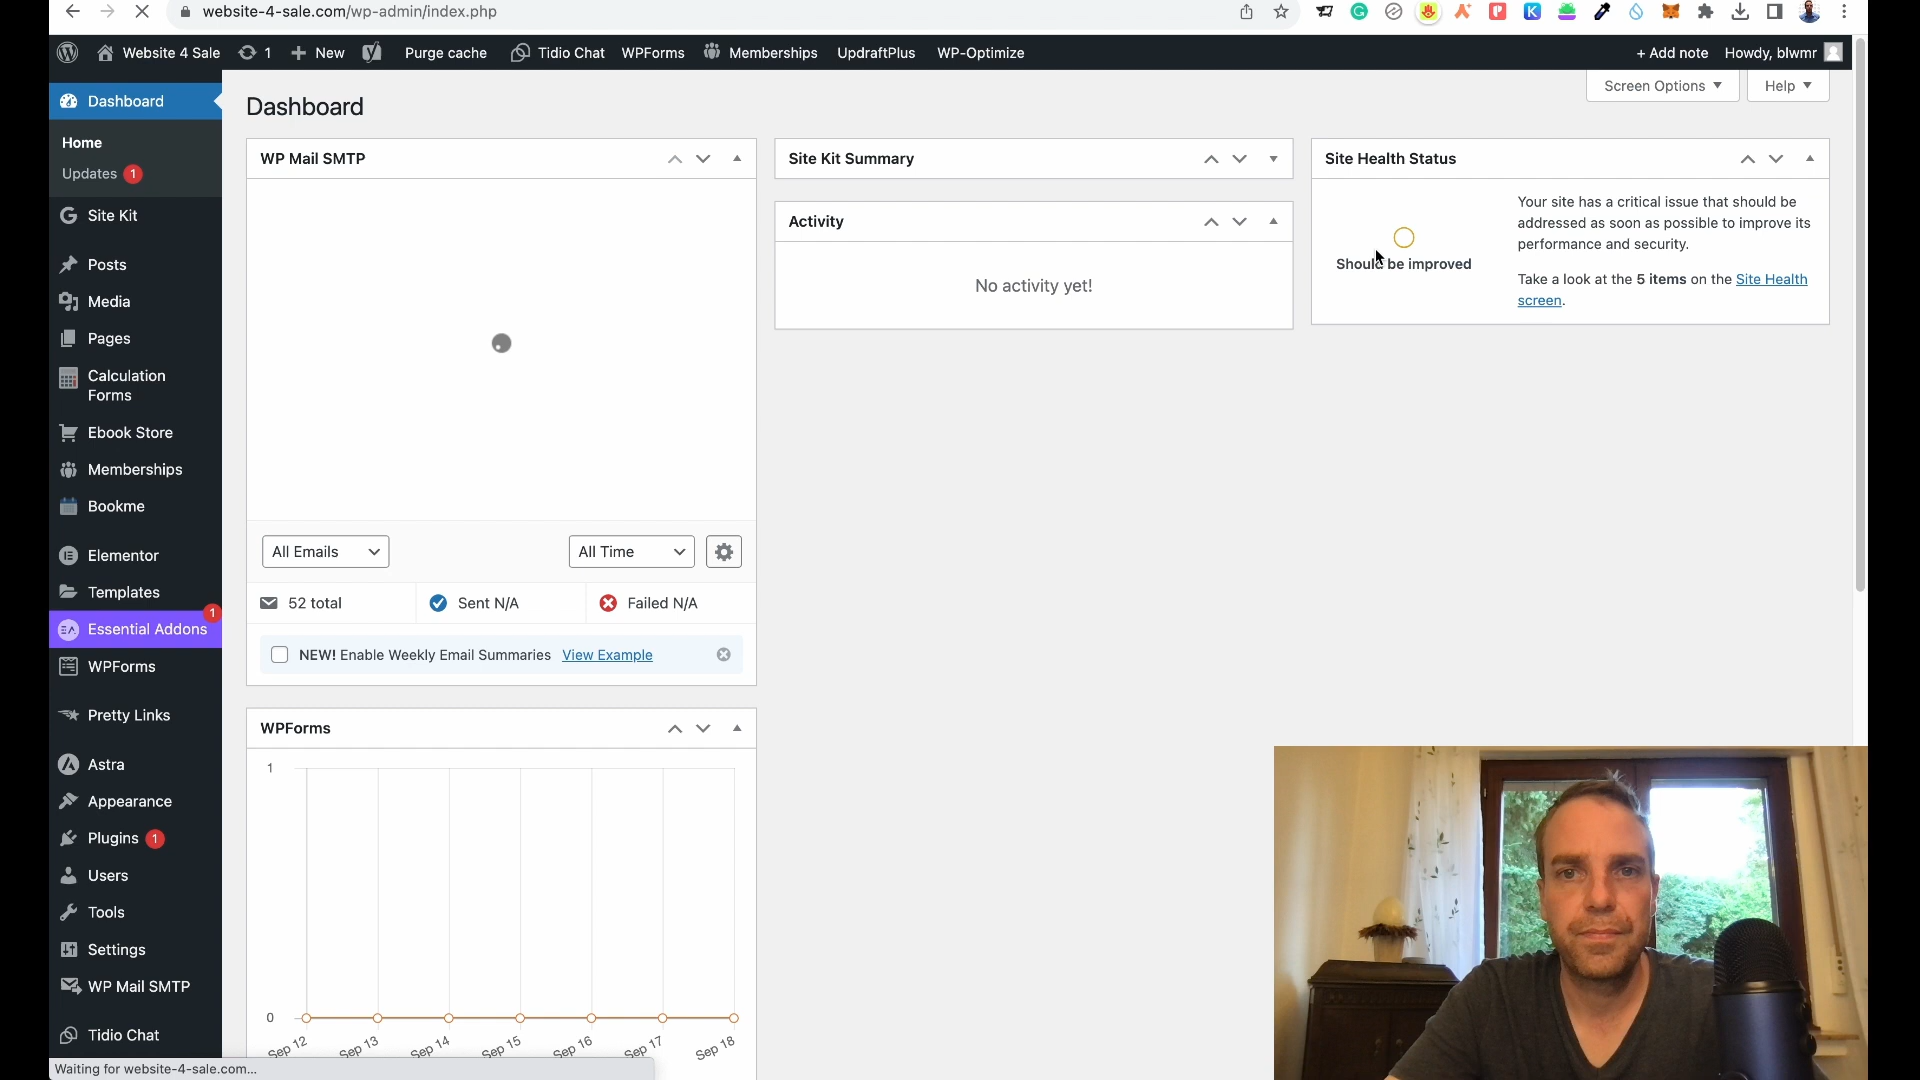 website-4-sale.com/wp-admin/index.php
Website 4 Sale
1
New
Purge cache
Tidio Chat
WPForms
Memberships
UpdraftPlus
WP-Optimize
+ Add note
Howdy, blwmr
Screen Options
Help
Dashboard
Home
Updates 1
Site Kit
Posts
Media
Pages
Calculation
Forms
Ebook Store
Memberships
Bookme
Elementor
Templates
Essential Addons
1
WPForms
Pretty Links
Astra
Appearance
Plugins 1
Users
Tools
Settings
WP Mail SMTP
Tidio Chat
Dashboard
WP Mail SMTP
All Emails
All Time
52 total
Sent N/A
Failed N/A
NEW! Enable Weekly Email Summaries View Example
WPForms
1
0
Sep 12
Sep 13
Sep 14
Sep 15
Sep 16
Sep 17
Sep 18
Site Kit Summary
Activity
No activity yet!
Site Health Status
Should be improved
Your site has a critical issue that should be
addressed as soon as possible to improve its
performance and security.
Take a look at the 5 items on the Site Health
screen.
Waiting for website-4-sale.com...